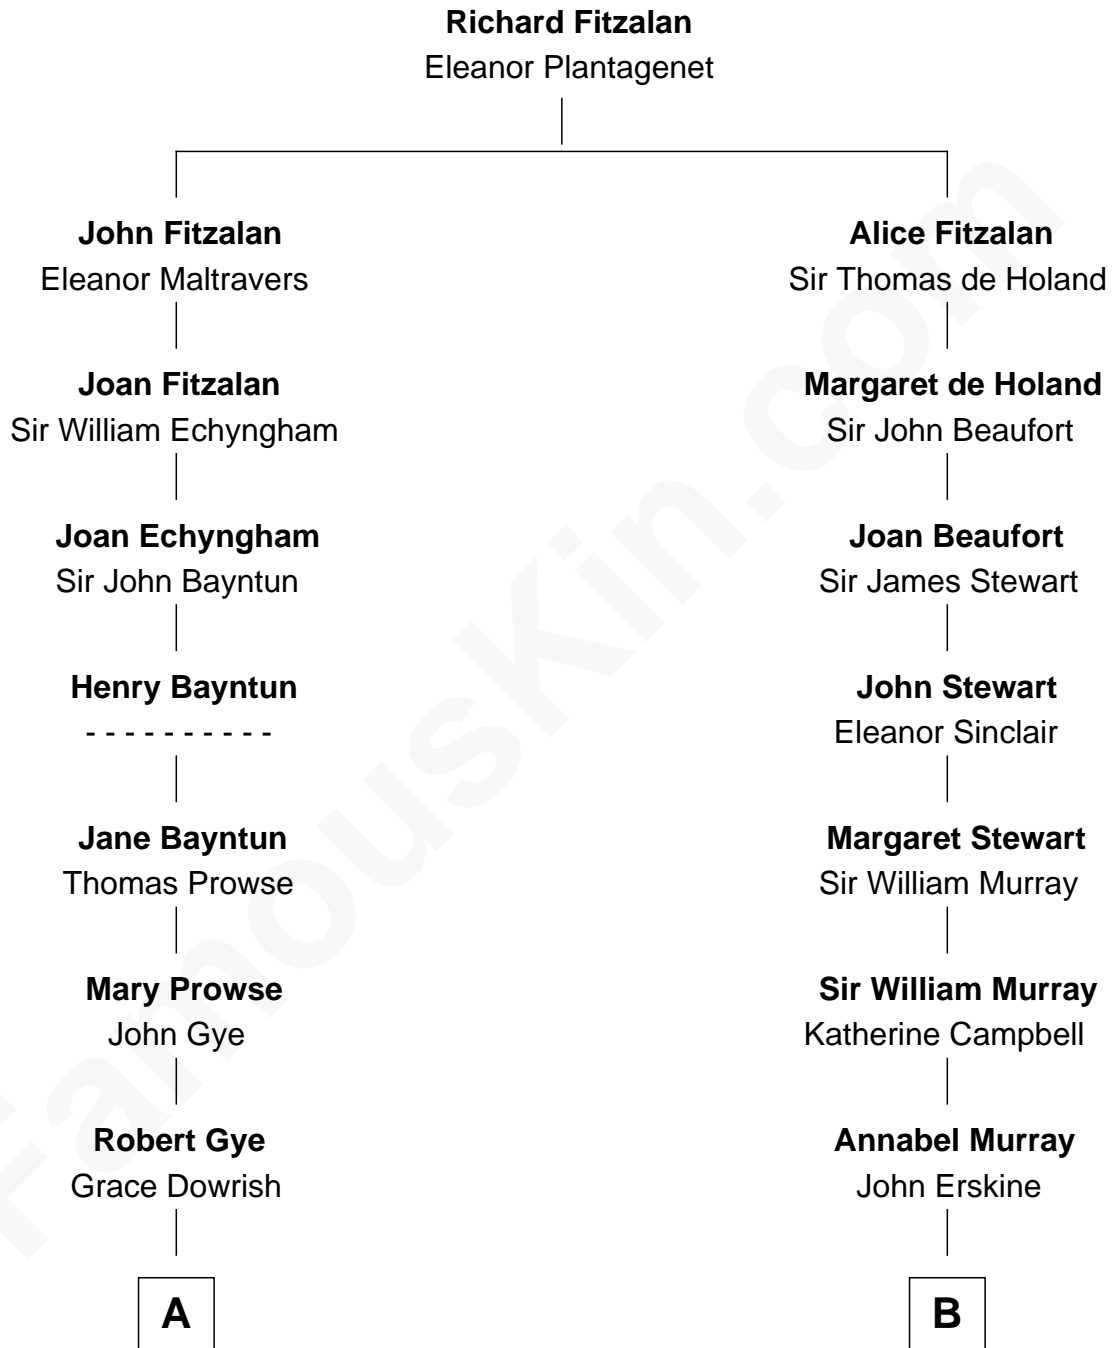 Richard Fitzalan
Eleanor Plantagenet
John Fitzalan
Eleanor Maltravers
Alice Fitzalan
Sir Thomas de Holand
Joan Fitzalan
Sir William Echyngham
Margaret de Holand
Sir John Beaufort
Joan Echyngham
Sir John Bayntun
Joan Beaufort
Sir James Stewart
Henry Bayntun
- - - - - - - - - -
John Stewart
Eleanor Sinclair
Jane Bayntun
Thomas Prowse
Margaret Stewart
Sir William Murray
Mary Prowse
John Gye
Sir William Murray
Katherine Campbell
Robert Gye
Grace Dowrish
Annabel Murray
John Erskine
A
B
FamousKin.com